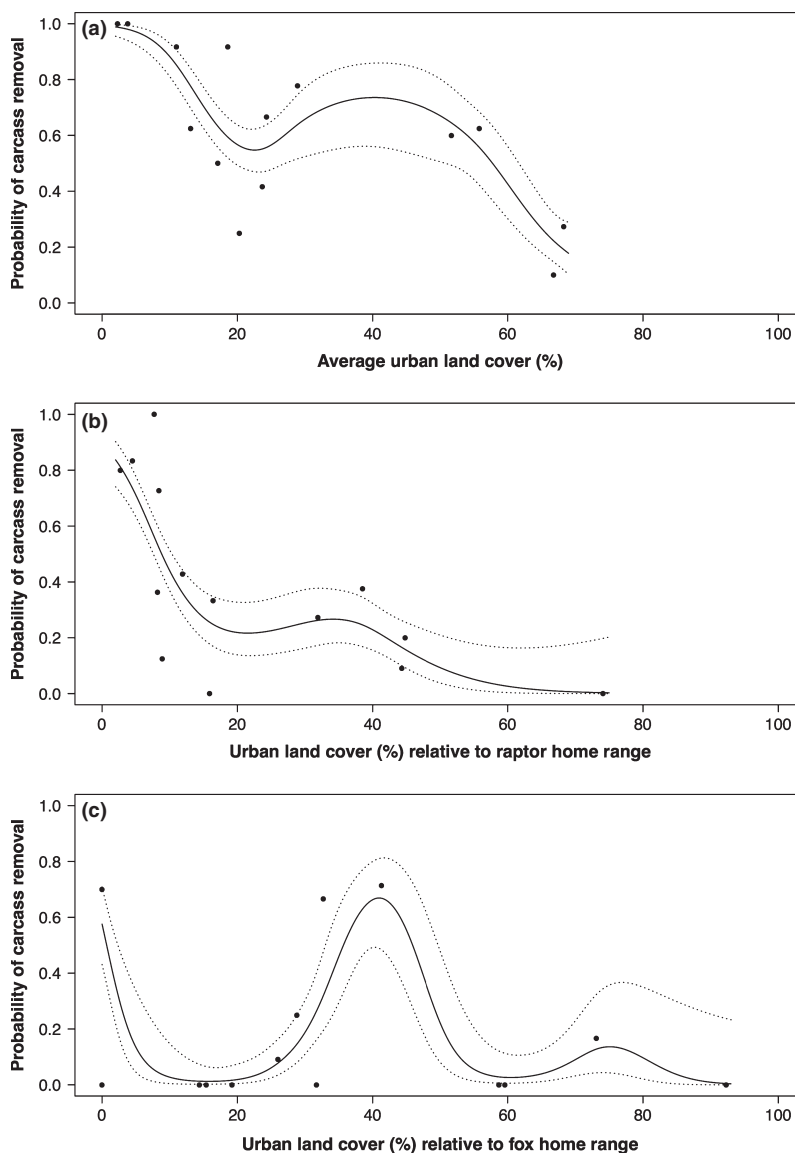 (a)
Probability of carcass removal
1.0
0.8
0.6
0.4
0.2
0.0
0 20 40 60 80 100
Average urban land cover (%)
(b)
Probability of carcass removal
1.0
0.8
0.6
0.4
0.2
0.0
0 20 40 60 80 100
Urban land cover (%) relative to raptor home range
(c)
Probability of carcass removal
1.0
0.8
0.6
0.4
0.2
0.0
0 20 40 60 80 100
Urban land cover (%) relative to fox home range